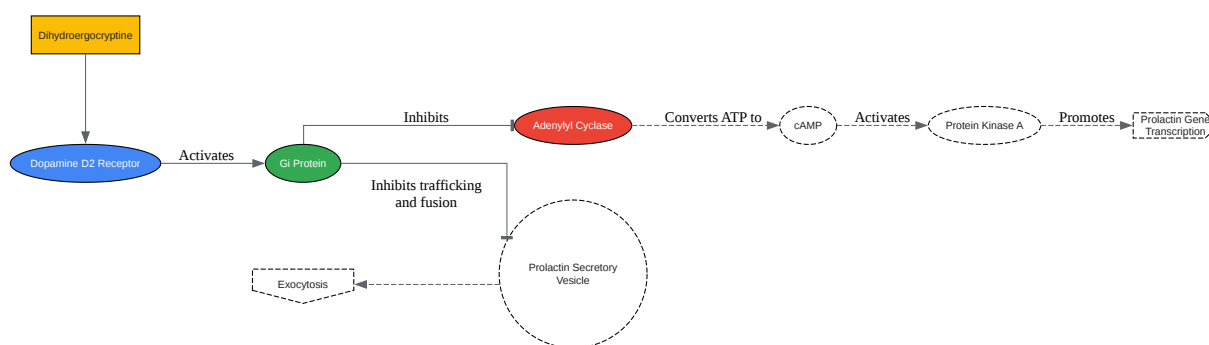 Dihydroergocryptine
Dopamine D2 Receptor
Activates
Gi Protein
Inhibits
Adenylyl Cyclase
Converts ATP to
cAMP
Activates
Protein Kinase A
Promotes
Prolactin Gene
Transcription
Inhibits trafficking
and fusion
Prolactin Secretory
Vesicle
Exocytosis